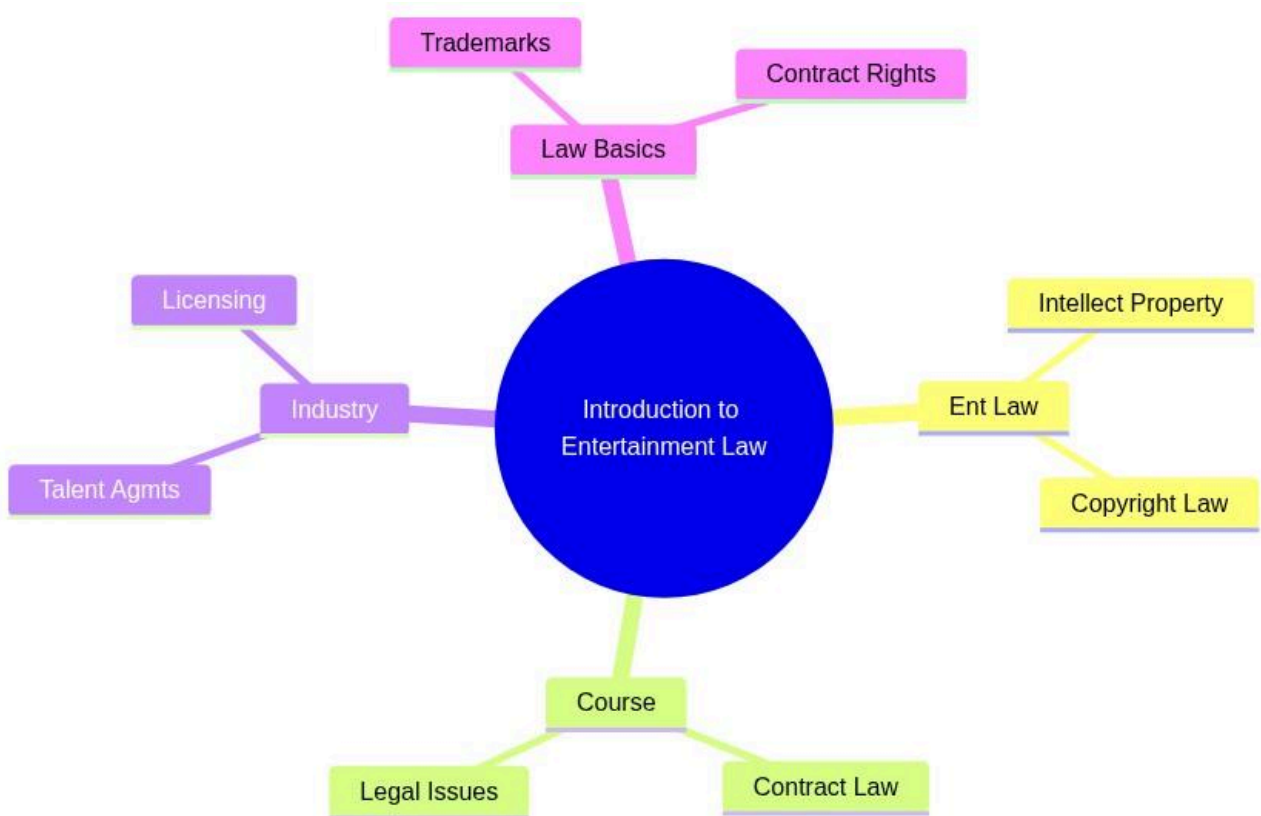 Trademarks
Contract Rights
Law Basics
Licensing
Intellect Property
Industry
Introduction to
Entertainment Law
Ent Law
Talent Agmts
Copyright Law
Course
Legal Issues
Contract Law